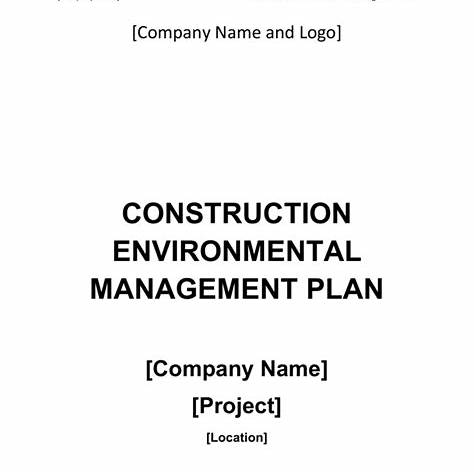 [Company Name and Logo]
CONSTRUCTION
ENVIRONMENTAL
MANAGEMENT PLAN
[Company Name]
[Project]
[Location]